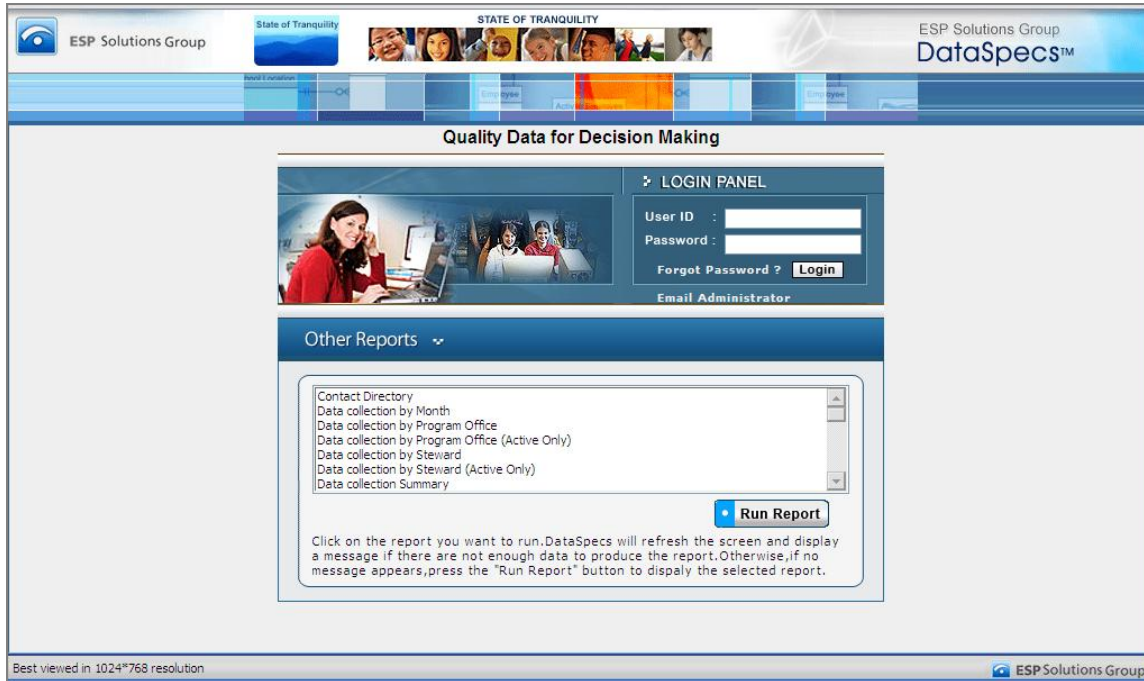 ESP Solutions Group
State of Tranquility
STATE OF TRANQUILITY
ESP Solutions Group
DataSpecs™
Employee
Employee
Quality Data for Decision Making
LOGIN PANEL
User ID :
Password :
Forgot Password ? Login
Email Administrator
Other Reports
Contact Directory
Data collection by Month
Data collection by Program Office
Data collection by Program Office (Active Only)
Data collection by Steward
Data collection by Steward (Active Only)
Data collection Summary
Run Report
Click on the report you want to run.DataSpecs will refresh the screen and display
a message if there are not enough data to produce the report.Otherwise,if no
message appears,press the "Run Report" button to dispaly the selected report.
Best viewed in 1024*768 resolution
ESP Solutions Group